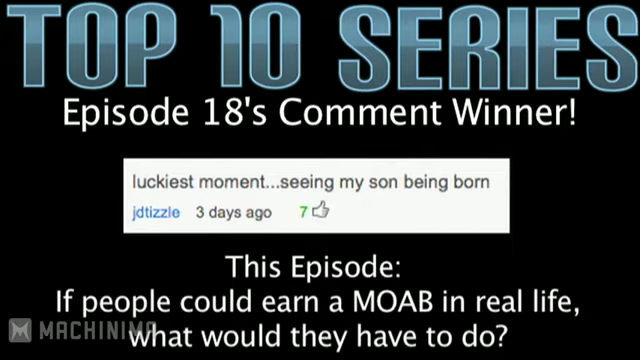 TOP 10 SERIES
Episode 18's Comment Winner!
luckiest moment...seeing my son being born
jdtizzle 3 days ago 7
This Episode:
If people could earn a MOAB in real life,
MACHINIMA
what would they have to do?